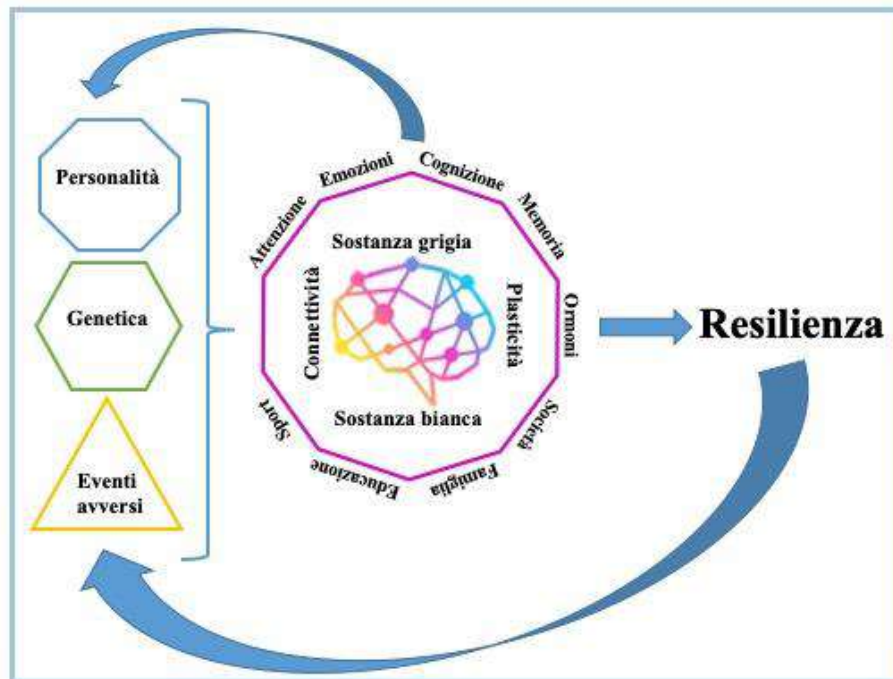 Personalità
Genetica
Eventi
avversi
Attenzione
Emozioni
Cognizione
Memoria
Ormoni
Società
Famiglia
Educazione
Sport
Sostanza grigia
Connettività
Plasticità
Sostanza bianca
Resilienza